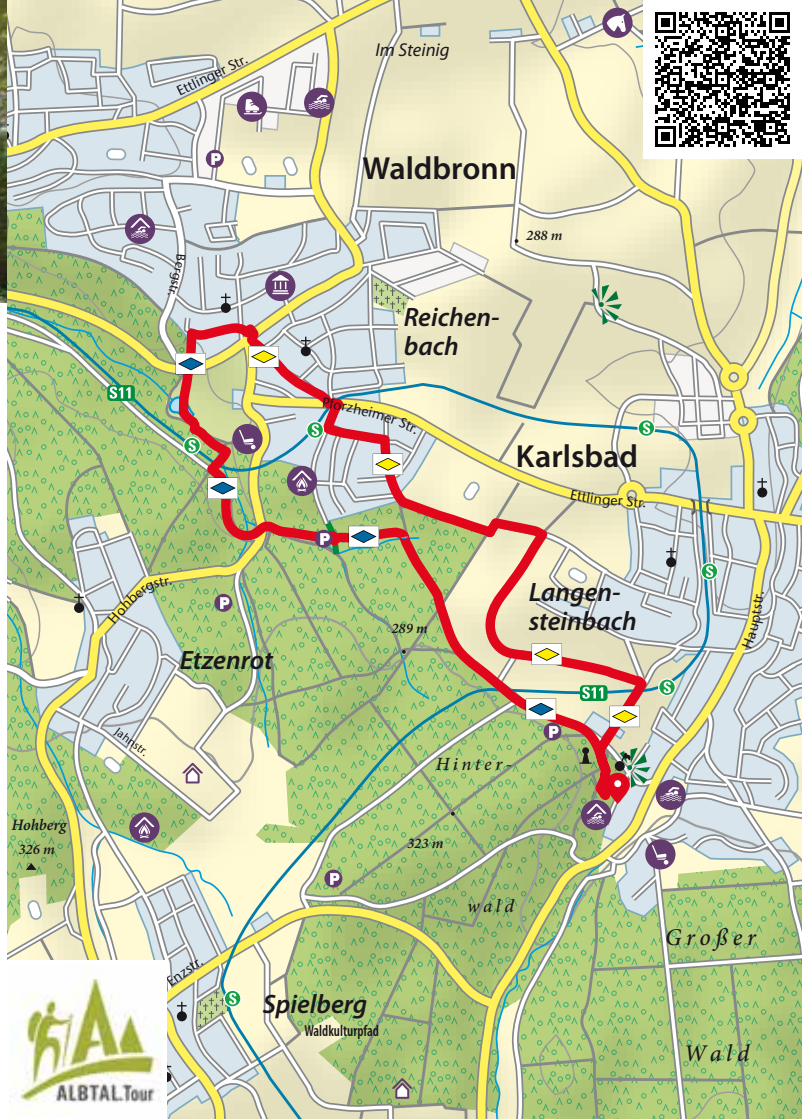 Im Steinig
Ettlinger Str.
P
Waldbronn
288 m
Bergstr.
Reichen-
bach
S11
Pforzheimer Str.
S
S
S
Karlsbad
Ettlinger Str.
P
S
Hohbergstr.
P
Langen-
steinbach
Hauptstr.
289 m
Etzenrot
S11
S
Jahnstr.
P
Hinter-
Hohberg
326 m
323 m
P
wald
Großer
Enzstr.
S
Spielberg
Waldkulturpfad
Wald
ALBTAL.Tour